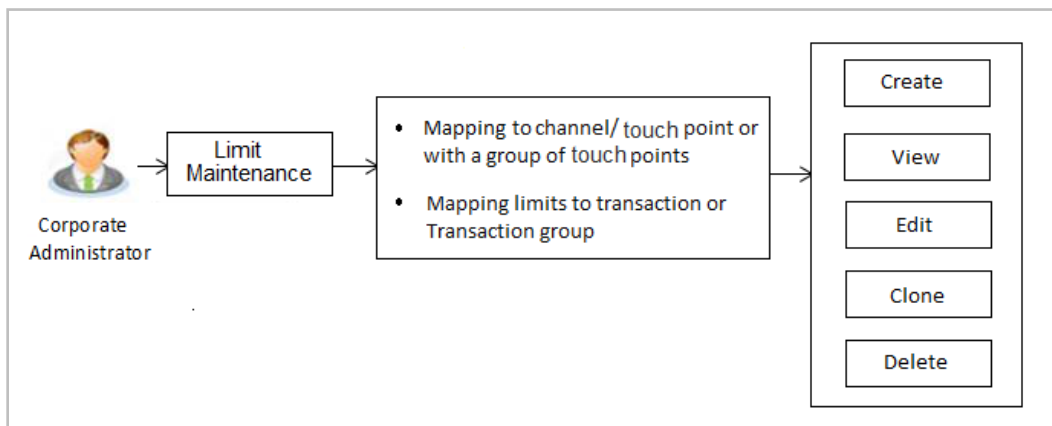 Corporate
Administrator
Limit
Maintenance
• Mapping to channel/ touch point or
with a group of touch points
• Mapping limits to transaction or
Transaction group
Create
View
Edit
Clone
Delete
.